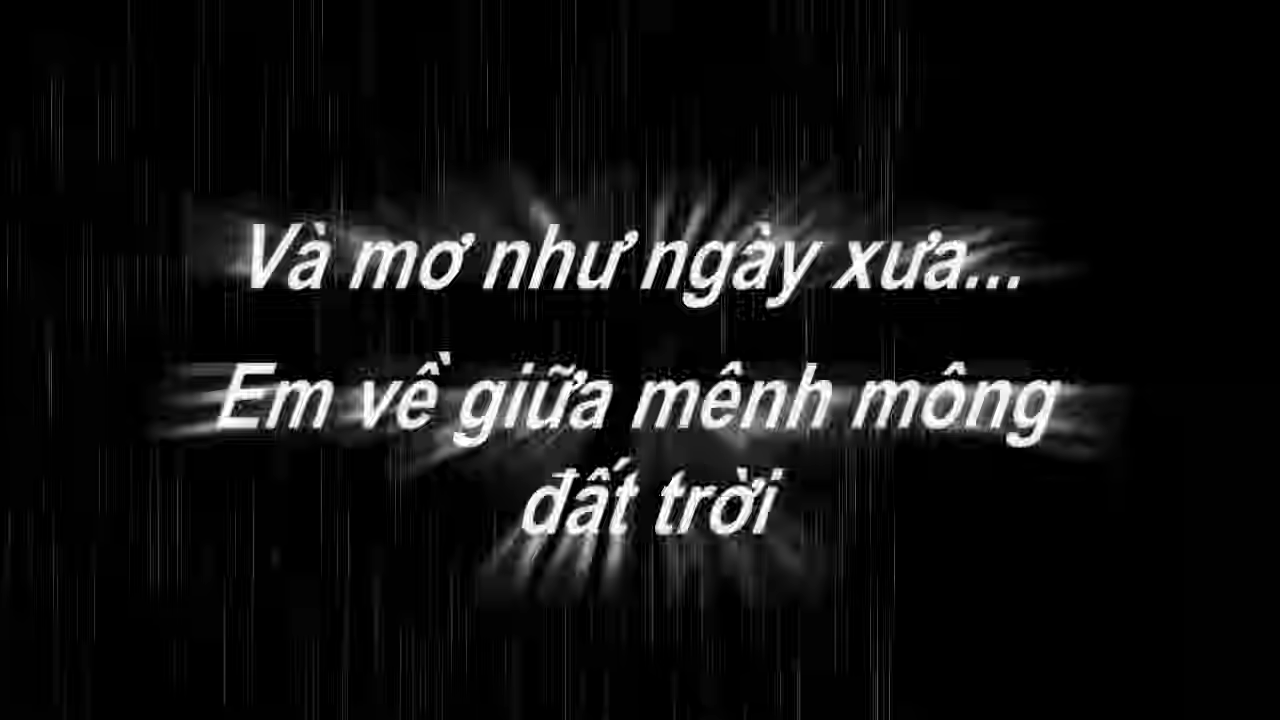 Và mơ như ngày xưa...
Em về giữa mênh mông
đất trời